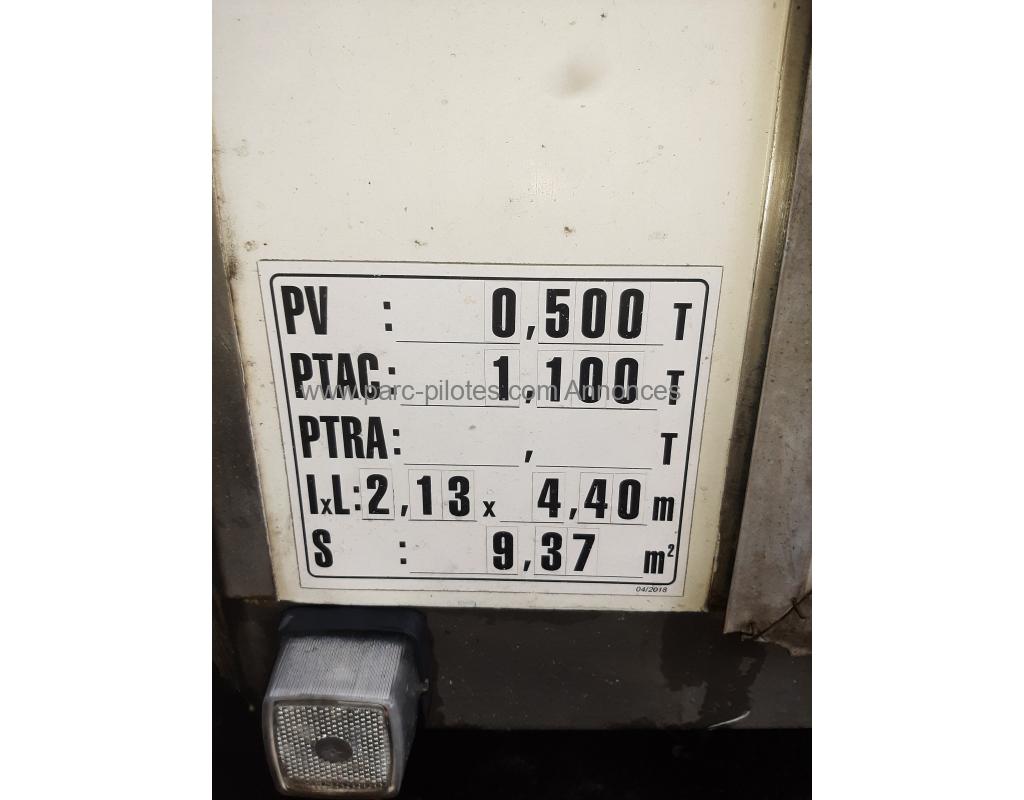 PV : 0,500 T
PTAC: 1,100 T
www.parc-pilotes.com Annonces
PTRA: , T
lxL: 2,13 x 4,40 m
S : 9,37 m²
04/2018